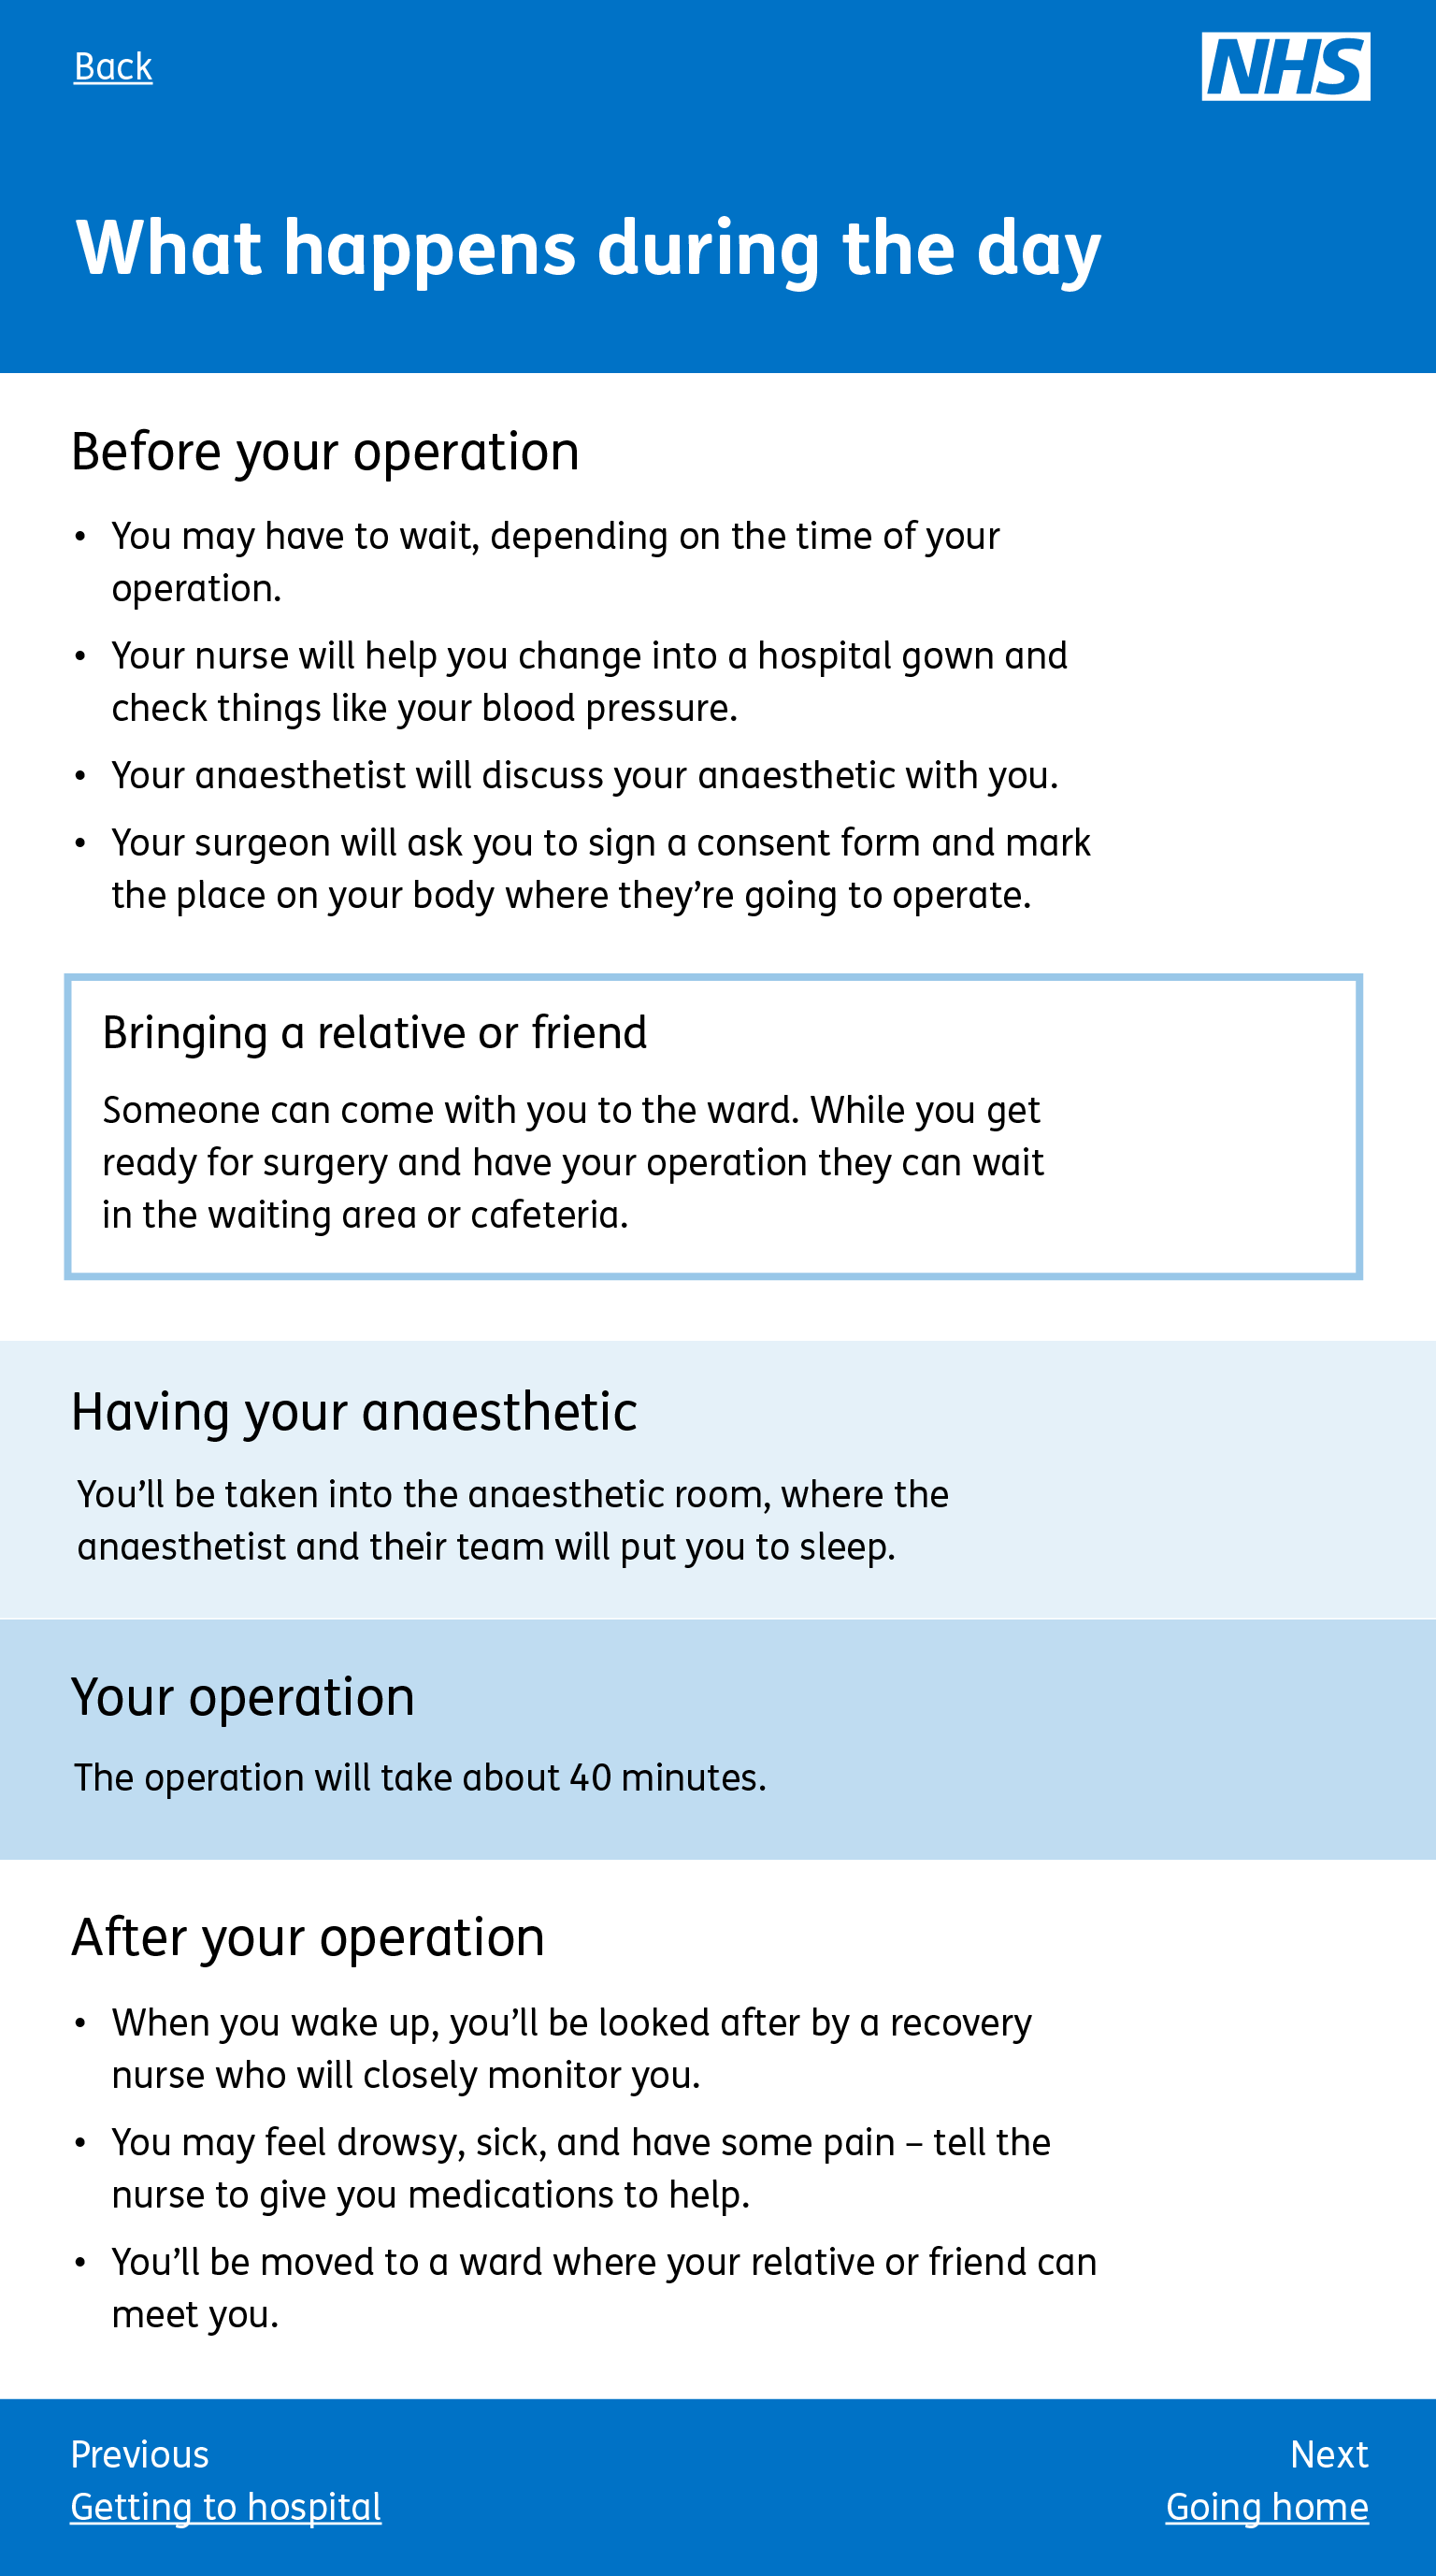 Back
NHS
What happens during the day
Before your operation
• You may have to wait, depending on the time of your
operation.
• Your nurse will help you change into a hospital gown and
check things like your blood pressure.
• Your anaesthetist will discuss your anaesthetic with you.
• Your surgeon will ask you to sign a consent form and mark
the place on your body where they’re going to operate.
Bringing a relative or friend
Someone can come with you to the ward. While you get
ready for surgery and have your operation they can wait
in the waiting area or cafeteria.
Having your anaesthetic
You’ll be taken into the anaesthetic room, where the
anaesthetist and their team will put you to sleep.
Your operation
The operation will take about 40 minutes.
After your operation
• When you wake up, you’ll be looked after by a recovery
nurse who will closely monitor you.
• You may feel drowsy, sick, and have some pain – tell the
nurse to give you medications to help.
• You’ll be moved to a ward where your relative or friend can
meet you.
Previous
Getting to hospital
Next
Going home